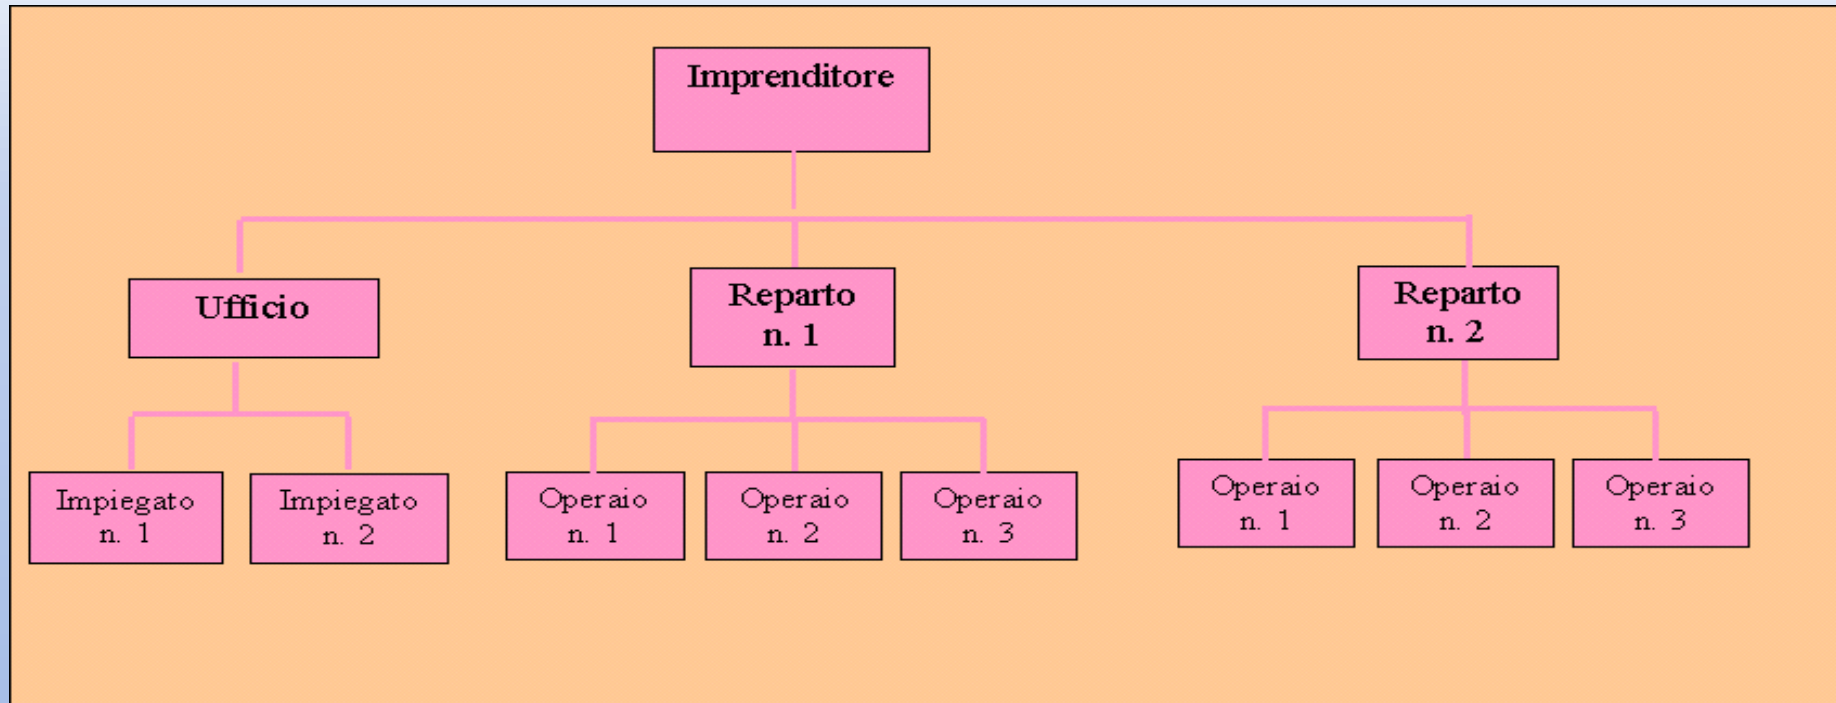 Imprenditore
Ufficio
Reparto
n. 1
Reparto
n. 2
Impiegato
n. 1
Impiegato
n. 2
Operaio
n. 1
Operaio
n. 2
Operaio
n. 3
Operaio
n. 1
Operaio
n. 2
Operaio
n. 3